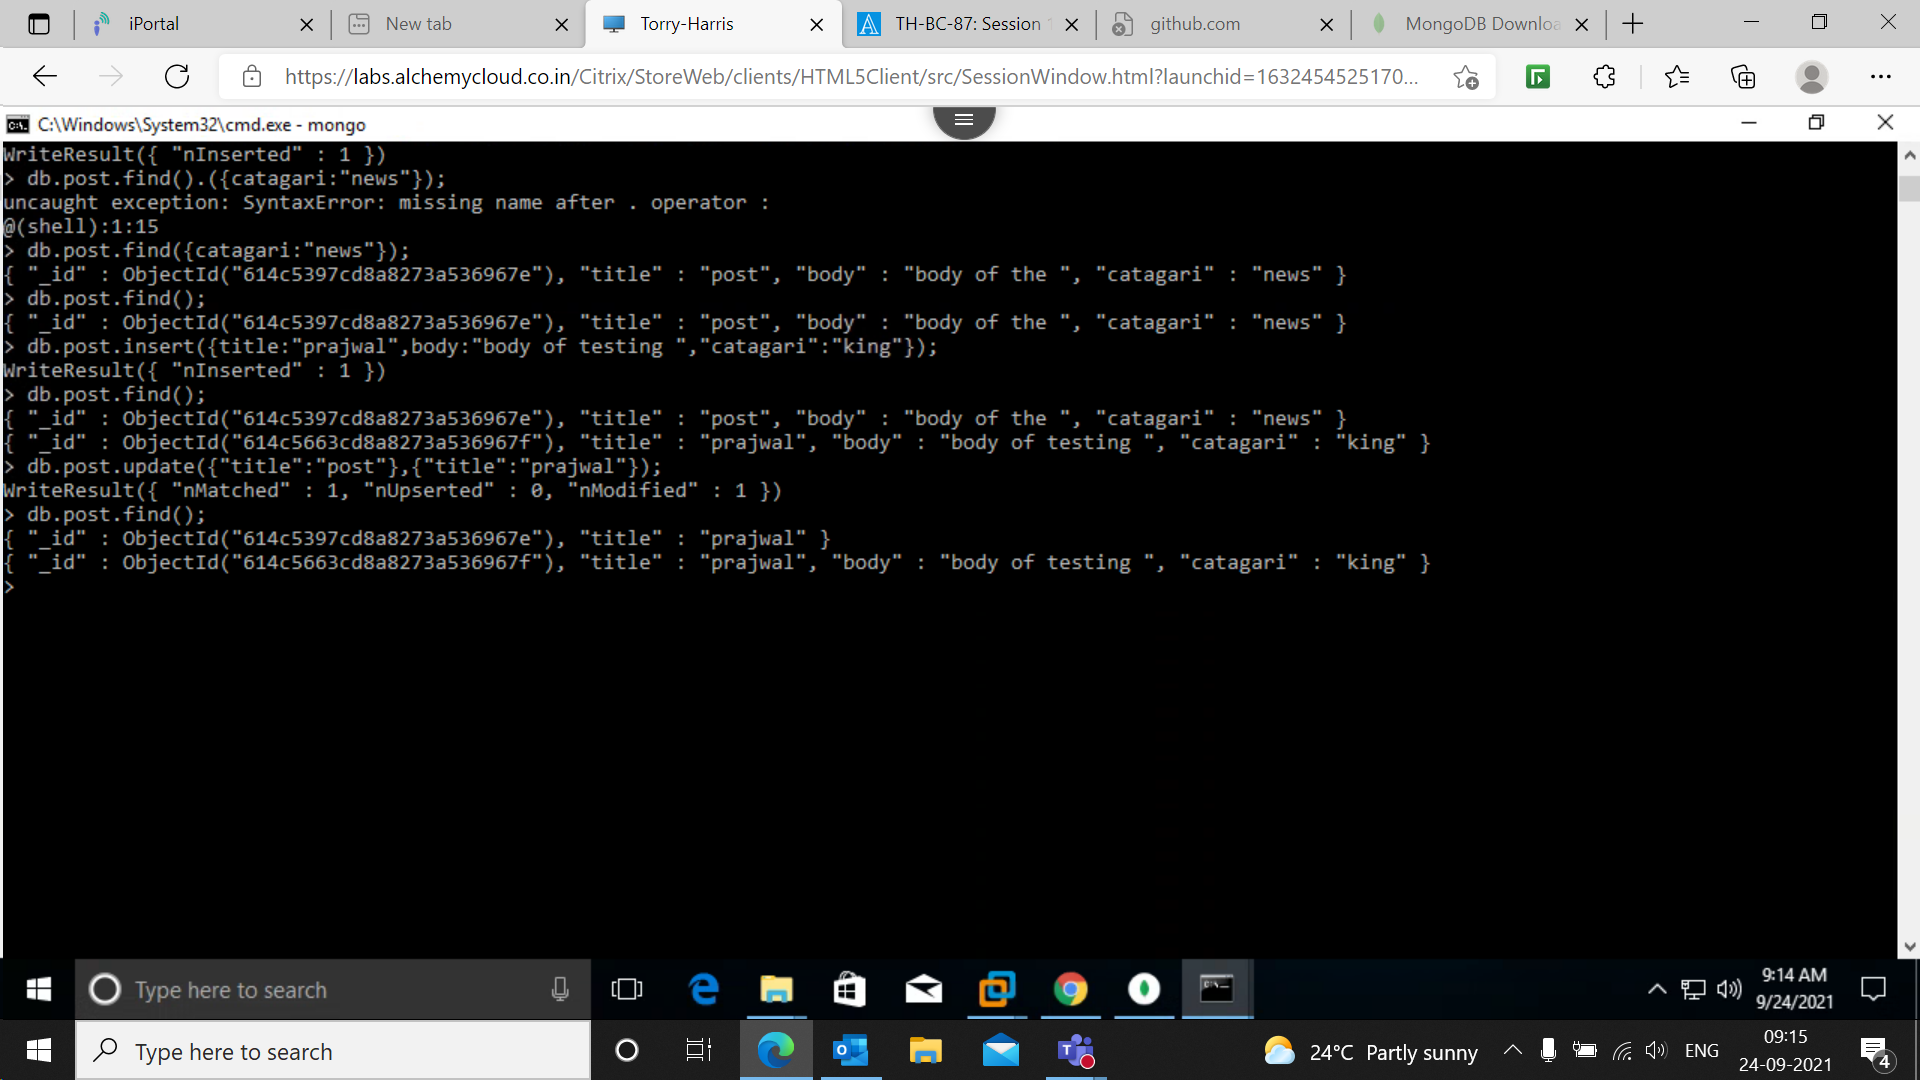 iPortal
New tab
Torry-Harris
TH-BC-87: Session 1
github.com
MongoDB Downloa
https://labs.alchemycloud.co.in/Citrix/StoreWeb/clients/HTML5Client/src/SessionWindow.html?launchid=1632454525170...
C:\Windows\System32\cmd.exe - mongo
WriteResult({ "nInserted" : 1 })
> db.post.find().({catagari:"news"});
uncaught exception: SyntaxError: missing name after . operator :
@(shell):1:15
> db.post.find({catagari:"news"});
{ "_id" : ObjectId("614c5397cd8a8273a536967e"), "title" : "post", "body" : "body of the ", "catagari" : "news" }
> db.post.find();
{ "_id" : ObjectId("614c5397cd8a8273a536967e"), "title" : "post", "body" : "body of the ", "catagari" : "news" }
> db.post.insert({title:"prajwal",body:"body of testing ","catagari":"king"});
WriteResult({ "nInserted" : 1 })
> db.post.find();
{ "_id" : ObjectId("614c5397cd8a8273a536967e"), "title" : "post", "body" : "body of the ", "catagari" : "news" }
{ "_id" : ObjectId("614c5663cd8a8273a536967f"), "title" : "prajwal", "body" : "body of testing ", "catagari" : "king" }
> db.post.update({"title":"post"},{"title":"prajwal"});
WriteResult({ "nMatched" : 1, "nUpserted" : 0, "nModified" : 1 })
> db.post.find();
{ "_id" : ObjectId("614c5397cd8a8273a536967e"), "title" : "prajwal" }
{ "_id" : ObjectId("614c5663cd8a8273a536967f"), "title" : "prajwal", "body" : "body of testing ", "catagari" : "king" }
>
Type here to search
9:14 AM
9/24/2021
Type here to search
24°C Partly sunny
ENG
09:15
24-09-2021
4